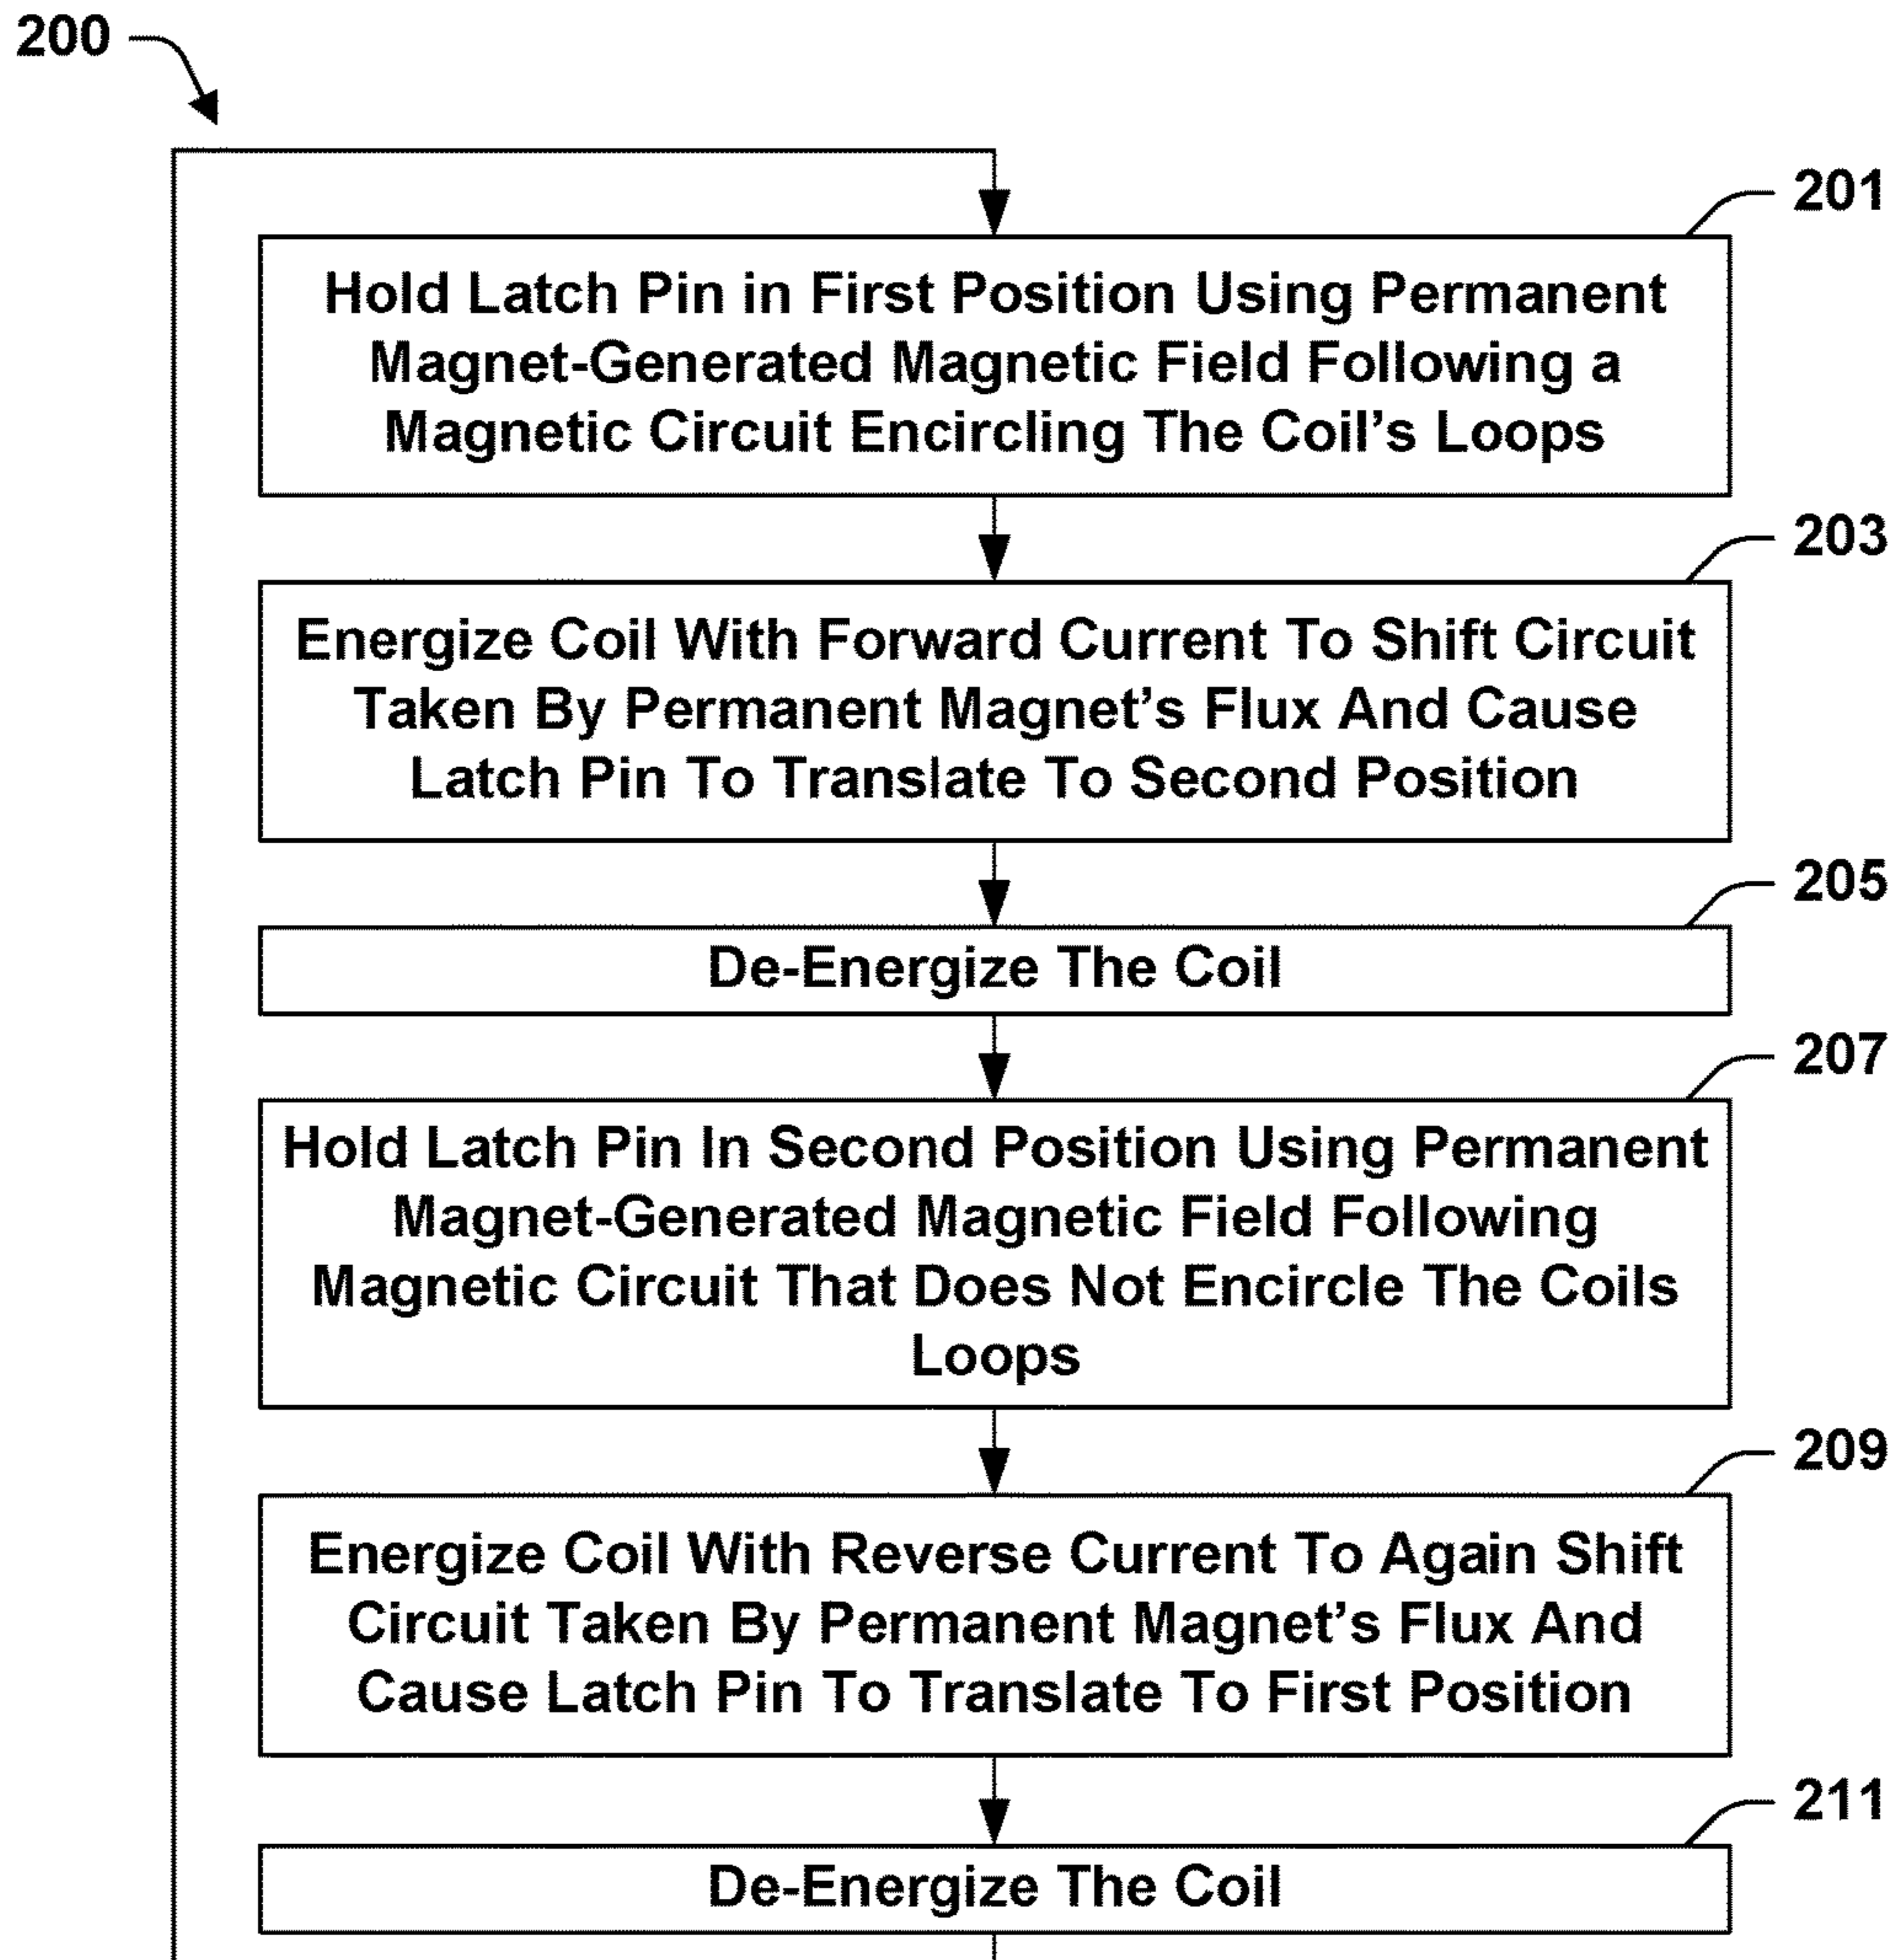 200
201
Hold Latch Pin in First Position Using Permanent
Magnet-Generated Magnetic Field Following a
Magnetic Circuit Encircling The Coil’s Loops
203
Energize Coil With Forward Current To Shift Circuit
Taken By Permanent Magnet’s Flux And Cause
Latch Pin To Translate To Second Position
205
De-Energize The Coil
207
Hold Latch Pin In Second Position Using Permanent
Magnet-Generated Magnetic Field Following
Magnetic Circuit That Does Not Encircle The Coils
Loops
209
Energize Coil With Reverse Current To Again Shift
Circuit Taken By Permanent Magnet’s Flux And
Cause Latch Pin To Translate To First Position
211
De-Energize The Coil